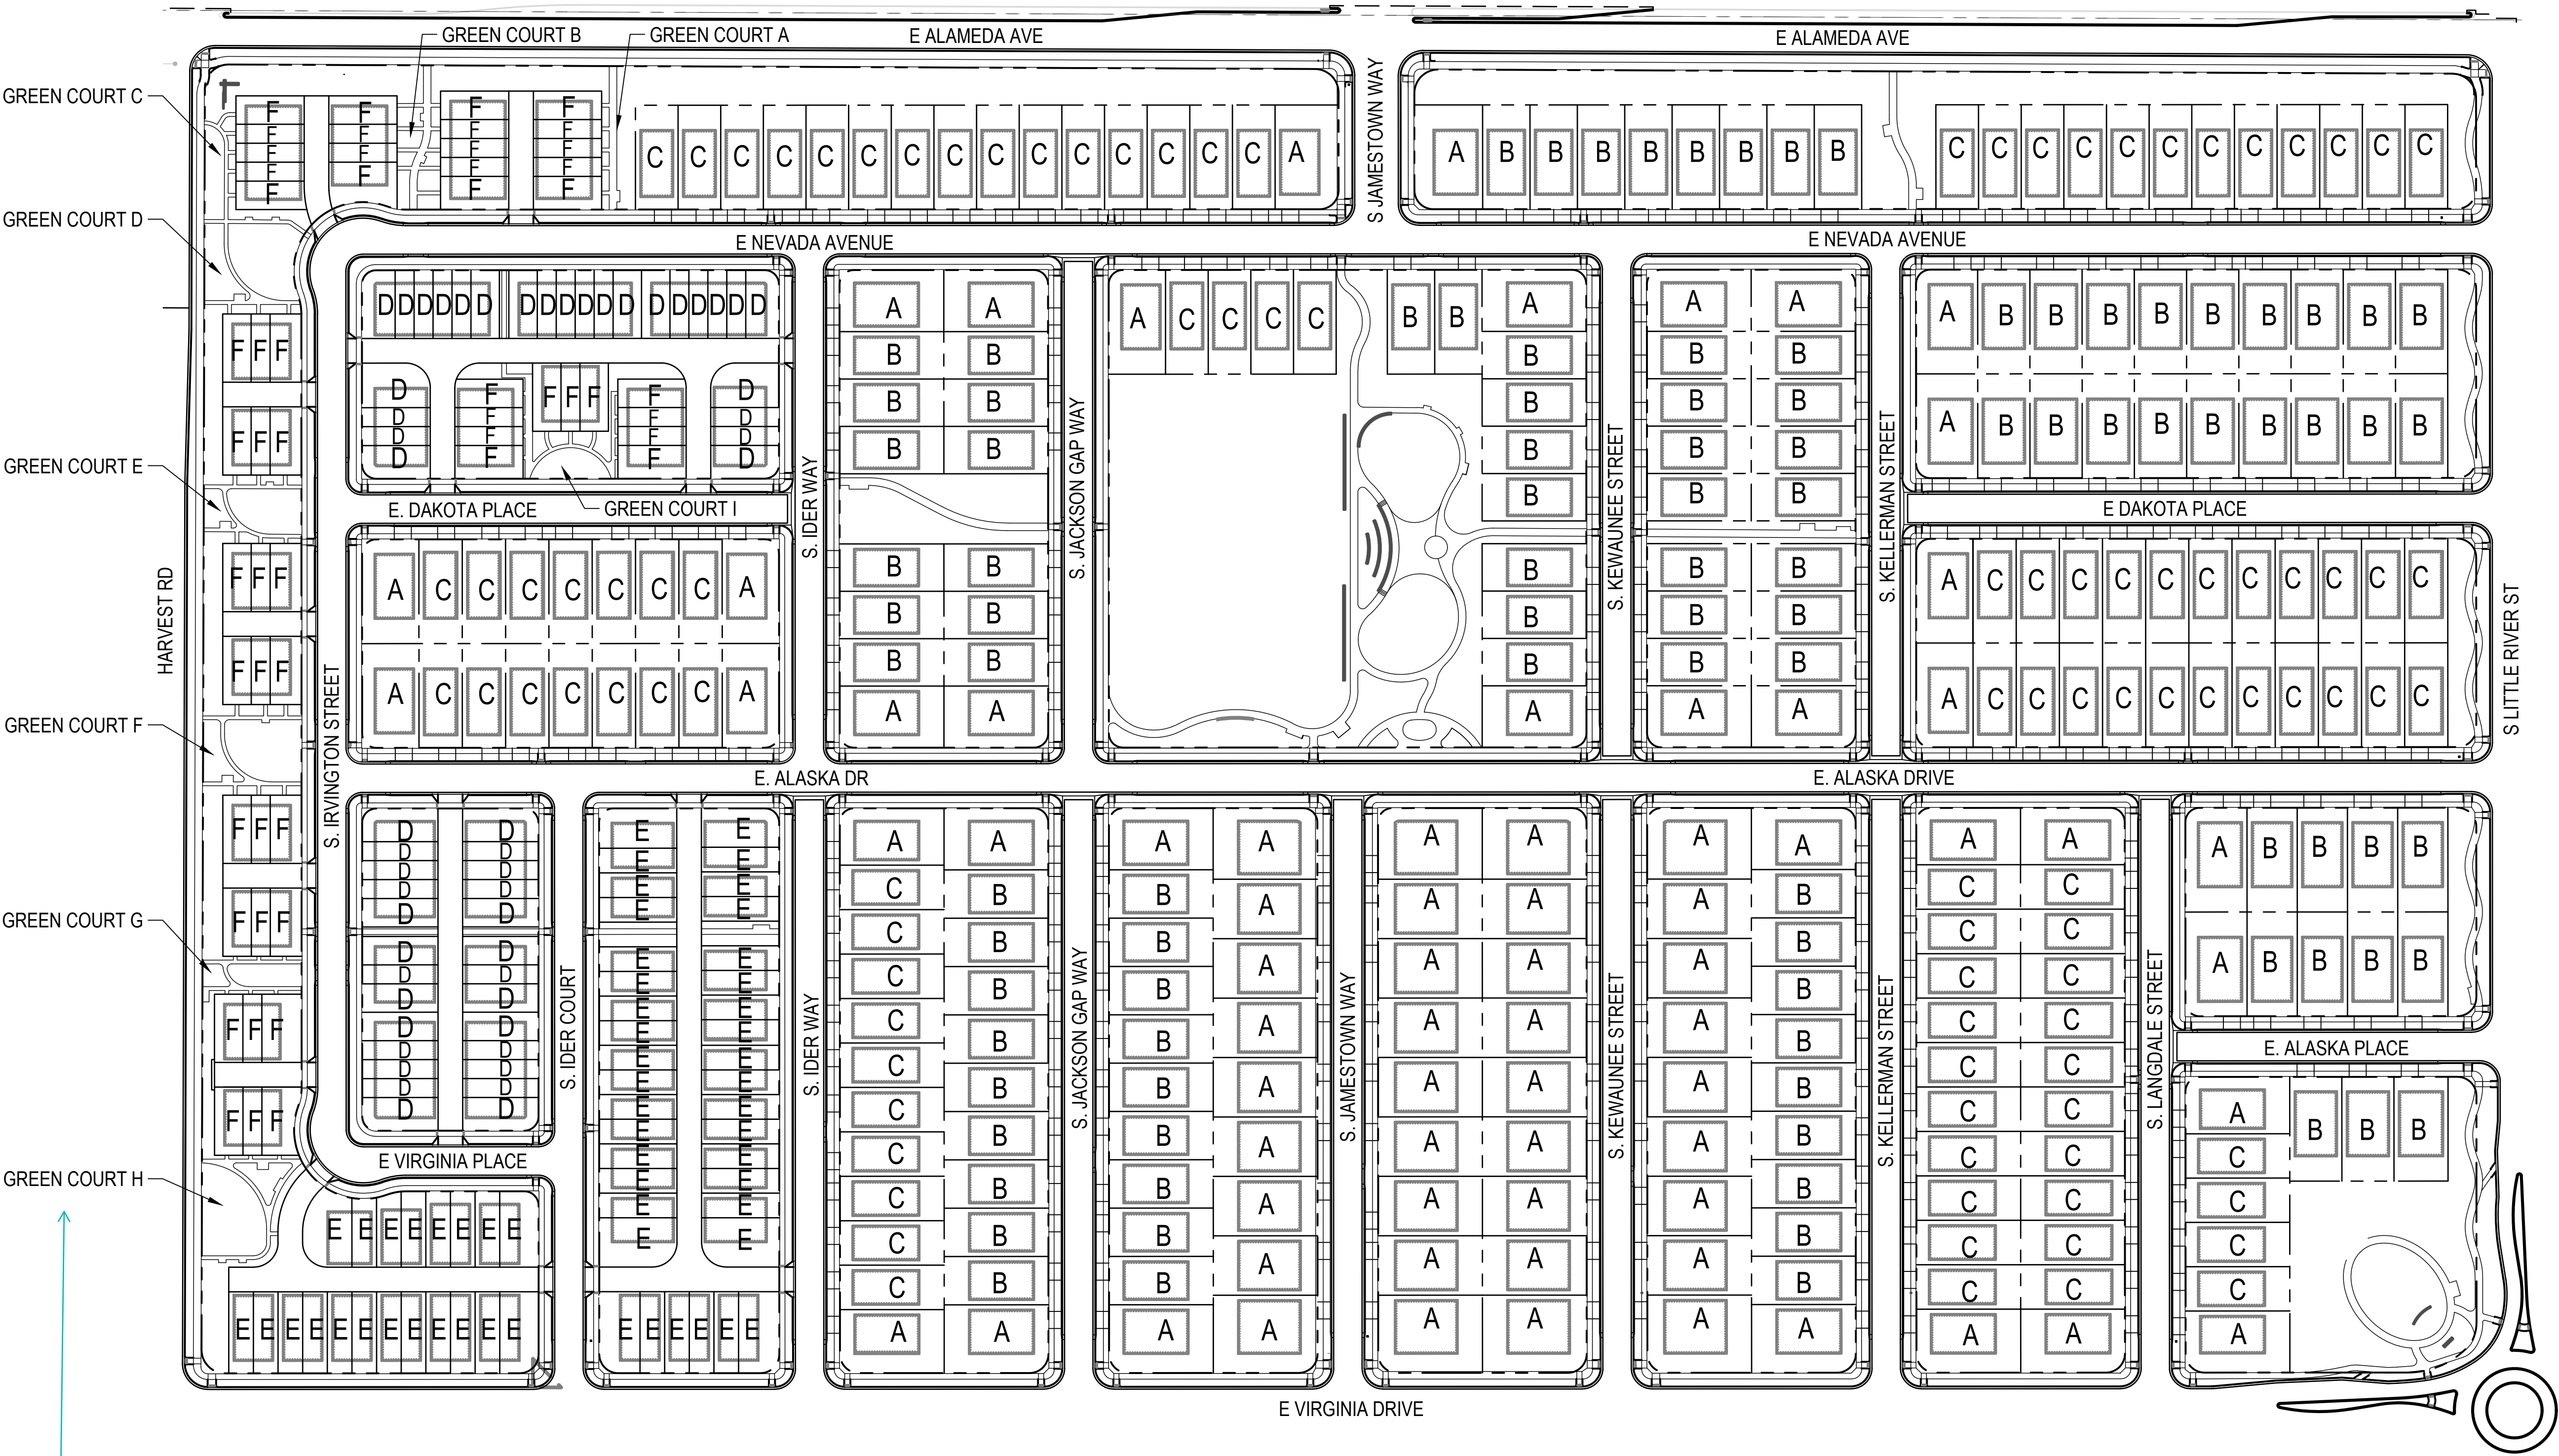 GREEN COURT B
GREEN COURT A
E ALAMEDA AVE
E ALAMEDA AVE
GREEN COURT C
GREEN COURT D
F F F F F
F F F F
F F F F F
F F F F F
C C C C C C C C C C C C C C C A
S JAMESTOWN WAY
A B B B B B B B B
C C C C C C C C C C C C
E NEVADA AVENUE
E NEVADA AVENUE
F F F
F F F
D D D D D D D D D D D D D D D D D D
D D D D
F F F F
F F F
F F F F
D D D D
GREEN COURT E
GREEN COURT I
E. DAKOTA PLACE
S. IDER WAY
A A
B B
B B
B B
B B
B B
B B
A A
S. JACKSON GAP WAY
A C C C C
B B
A
B
B
B
B
B
B
B
A
S. KEWAUNEE STREET
A A
B B
B B
B B
B B
B B
B B
B B
A A
S. KELLERMAN STREET
A B B B B B B B B B
A B B B B B B B B B
E DAKOTA PLACE
A C C C C C C C C C C C
A C C C C C C C C C C C
S LITTLE RIVER ST
HARVEST RD
F F F
F F F
S. IRVINGTON STREET
A C C C C C C C A
A C C C C C C C A
GREEN COURT F
E. ALASKA DR
E. ALASKA DRIVE
F F F
F F F
GREEN COURT G
F F F
F F F
D D D D D
D D D D D
D D D
D D D
D D D D D
D D D D D
S. IDER COURT
E VIRGINIA PLACE
GREEN COURT H
E E E E E E E E
E E E E E E E E E E E E
E E E E
E E E E
E E E E E E E E E E E E
E E E E E E E E E E E E
E E E E E E
S. IDER WAY
A C C C C C C C C C C A
A B B B B B B B B B A
S. JACKSON GAP WAY
A B B B B B B B B B A
A A A A A A A A A
S. JAMESTOWN WAY
A A A A A A A A A
A A A A A A A A A
S. KEWAUNEE STREET
A A A A A A A A A
A B B B B B B B B B A
S. KELLERMAN STREET
A C C C C C C C C C C A
A C C C C C C C C C C A
S. LANGDALE STREET
A B B B B
A B B B B
E. ALASKA PLACE
A C C C C A
B B B
E VIRGINIA DRIVE